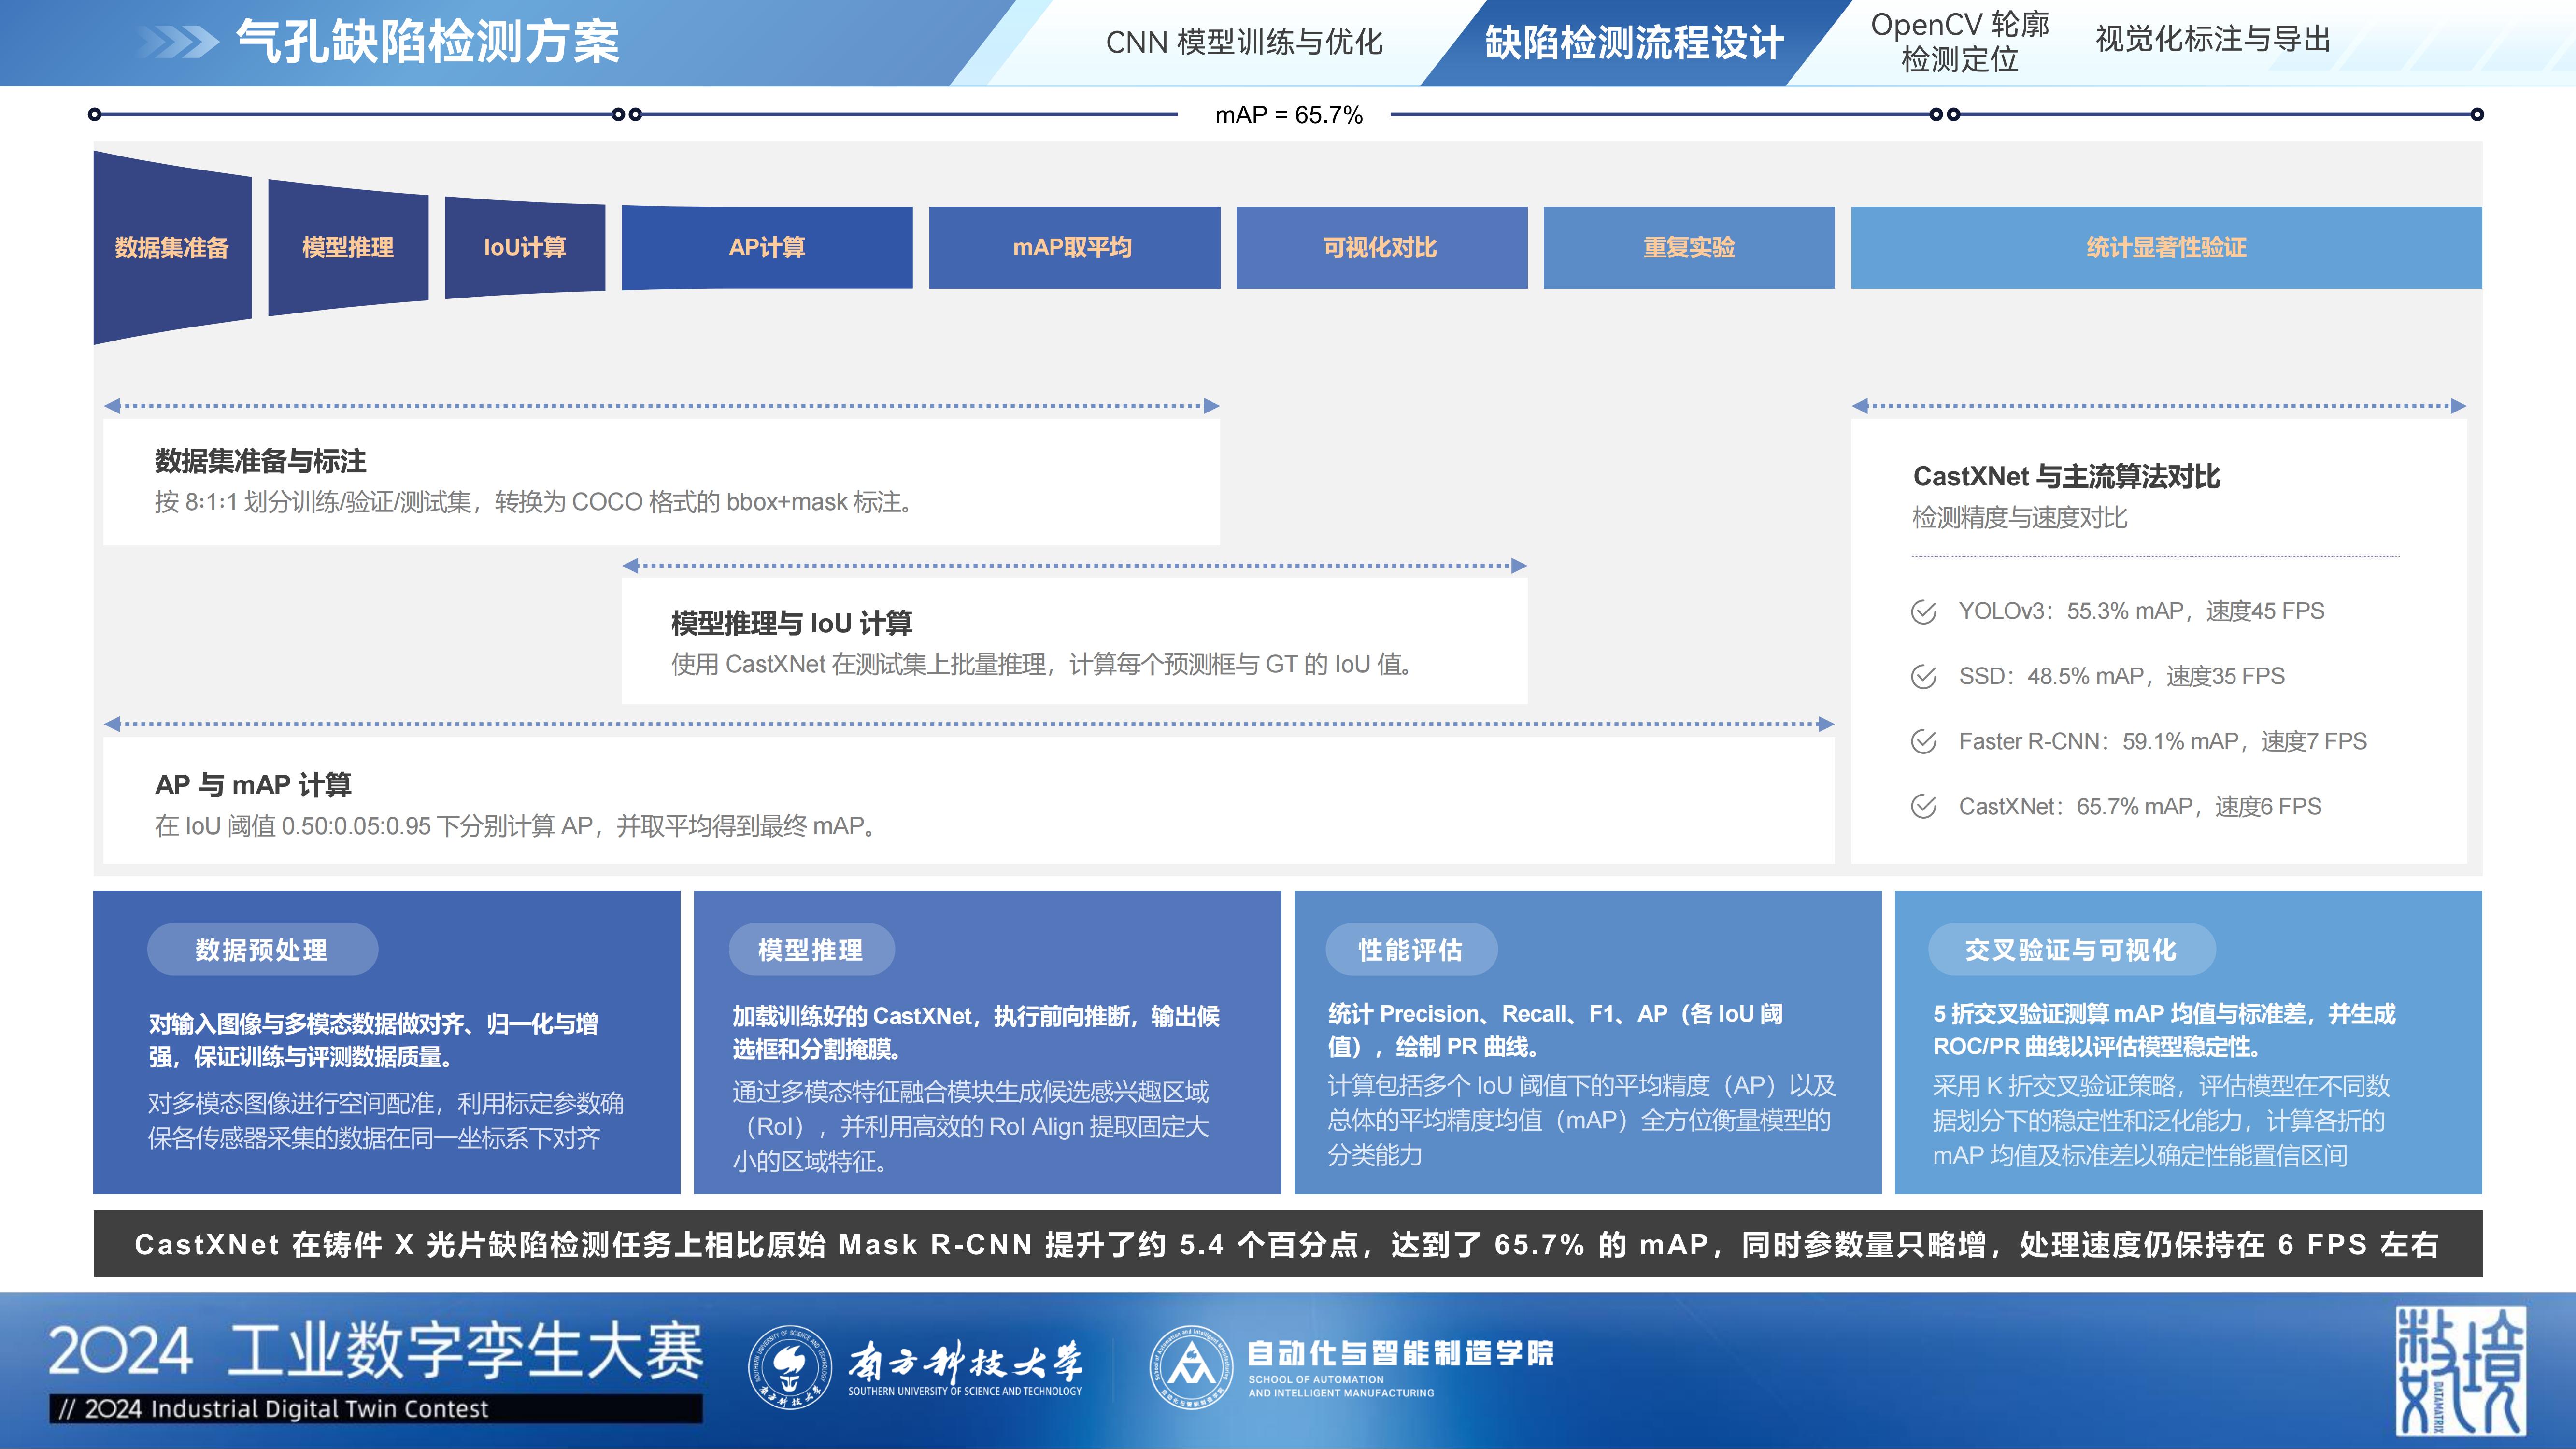 气孔缺陷检测方案
CNN 模型训练与优化
缺陷检测流程设计
OpenCV 轮廓
检测定位
视觉化标注与导出
mAP = 65.7%
数据集准备
模型推理
IoU计算
AP计算
mAP取平均
可视化对比
重复实验
统计显著性验证
数据集准备与标注
按 8:1:1 划分训练/验证/测试集，转换为 COCO 格式的 bbox+mask 标注。
模型推理与 IoU 计算
使用 CastXNet 在测试集上批量推理，计算每个预测框与 GT 的 IoU 值。
AP 与 mAP 计算
在 IoU 阈值 0.50:0.05:0.95 下分别计算 AP，并取平均得到最终 mAP。
CastXNet 与主流算法对比
检测精度与速度对比
YOLOv3：55.3% mAP，速度45 FPS
SSD：48.5% mAP，速度35 FPS
Faster R-CNN：59.1% mAP，速度7 FPS
CastXNet：65.7% mAP，速度6 FPS
数据预处理
对输入图像与多模态数据做对齐、归一化与增
强，保证训练与评测数据质量。
对多模态图像进行空间配准，利用标定参数确
保各传感器采集的数据在同一坐标系下对齐
模型推理
加载训练好的 CastXNet，执行前向推断，输出候
选框和分割掩膜。
通过多模态特征融合模块生成候选感兴趣区域
（RoI），并利用高效的 RoI Align 提取固定大
小的区域特征。
性能评估
统计 Precision、Recall、F1、AP（各 IoU 阈
值），绘制 PR 曲线。
计算包括多个 IoU 阈值下的平均精度（AP）以及
总体的平均精度均值（mAP）全方位衡量模型的
分类能力
交叉验证与可视化
5 折交叉验证测算 mAP 均值与标准差，并生成
ROC/PR 曲线以评估模型稳定性。
采用 K 折交叉验证策略，评估模型在不同数
据划分下的稳定性和泛化能力，计算各折的
mAP 均值及标准差以确定性能置信区间
CastXNet 在铸件 X 光片缺陷检测任务上相比原始 Mask R-CNN 提升了约 5.4 个百分点，达到了 65.7% 的 mAP，同时参数量只略增，处理速度仍保持在 6 FPS 左右
2024 工业数字孪生大赛
// 2024 Industrial Digital Twin Contest
南方科技大学
SOUTHERN UNIVERSITY OF SCIENCE AND TECHNOLOGY
自动化与智能制造学院
SCHOOL OF AUTOMATION
AND INTELLIGENT MANUFACTURING
数境
DATAMATRIX